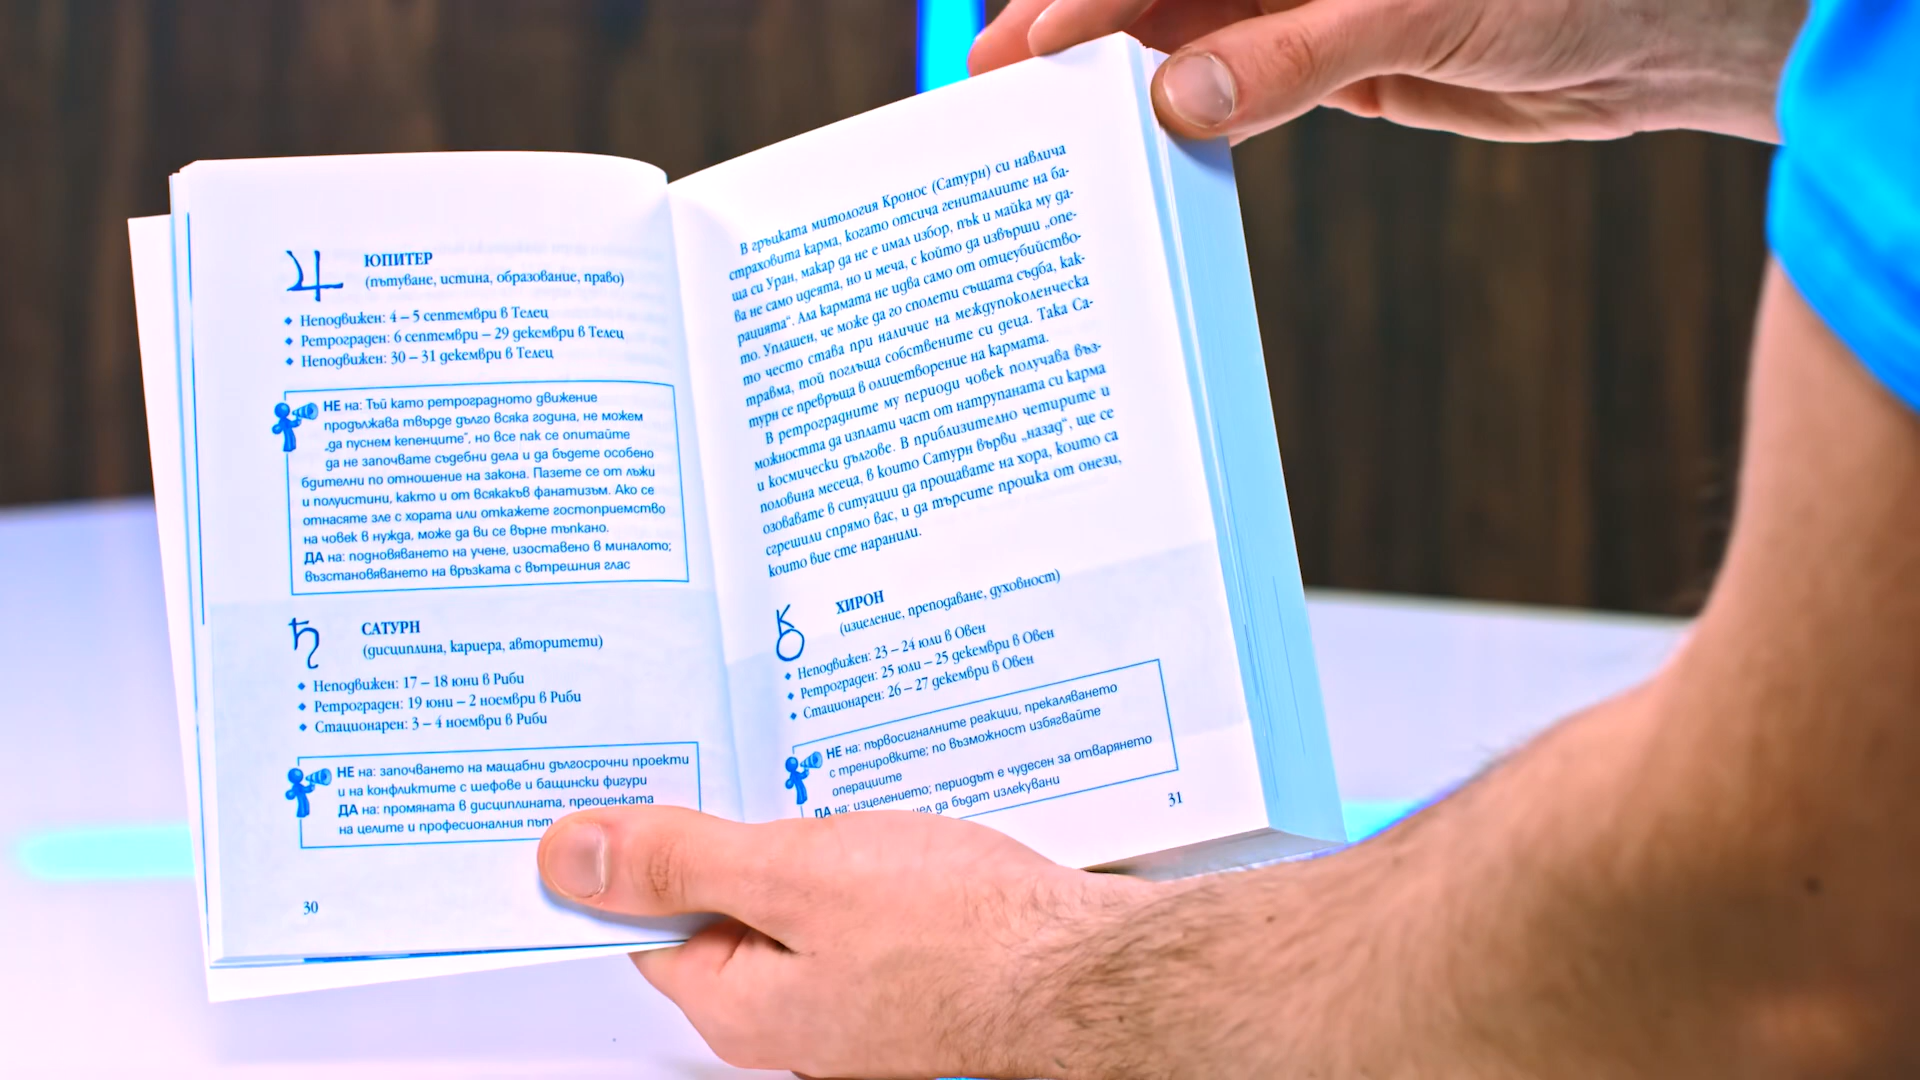 ЮПИТЕР
(пътуване, истина, образование, право)
◆ Неподвижен: 4 – 5 септември в Телец
◆ Ретрограден: 6 септември – 29 декември в Телец
◆ Неподвижен: 30 – 31 декември в Телец
НЕ на: Тъй като ретроградното движение
продължава твърде дълго всяка година, не можем
„да пуснем кепенците“, но все пак се опитайте
да не започвате съдебни дела и да бъдете особено
бдителни по отношение на закона. Пазете се от лъжи
и полуистини, както и от всякакъв фанатизъм. Ако се
отнасяте зле с хората или откажете гостоприемство
на човек в нужда, може да ви се върне тъпкано.
ДА на: подновяването на учене, изоставено в миналото;
възстановяването на връзката с вътрешния глас
САТУРН
(дисциплина, кариера, авторитети)
◆ Неподвижен: 17 – 18 юни в Риби
◆ Ретрограден: 19 юни – 2 ноември в Риби
◆ Стационарен: 3 – 4 ноември в Риби
НЕ на: започването на мащабни дългосрочни проекти
и на конфликтите с шефове и бащински фигури
ДА на: промяната в дисциплината, преоценката
на целите и професионалния път
30
В гръцката митология Кронос (Сатурн) си навлича
страховита карма, когато отсича гениталиите на ба-
ща си Уран, макар да не е имал избор, пък и майка му да-
ва не само идеята, но и меча, с който да извърши „опе-
рацията“. Ала кармата не идва само от отцеубийство-
то. Уплашен, че може да го сполети същата съдба, как-
то често става при наличие на междупоколенческа
травма, той поглъща собствените си деца. Така Са-
турн се превръща в олицетворение на кармата.
В ретроградните му периоди човек получава въз-
можността да изплати част от натрупаната си карма
и космически дългове. В приблизително четирите и
половина месеца, в които Сатурн върви „назад“, ще се
озовавате в ситуации да прощавате на хора, които са
сгрешили спрямо вас, и да търсите прошка от онези,
които вие сте наранили.
ХИРОН
(изцеление, преподаване, духовност)
◆ Неподвижен: 23 – 24 юли в Овен
◆ Ретрограден: 25 юли – 25 декември в Овен
◆ Стационарен: 26 – 27 декември в Овен
НЕ на: първосигналните реакции, прекаляването
с тренировките; по възможност избягвайте
операциите
ДА на: изцелението; периодът е чудесен за отварянето
да бъдат излекувани
31